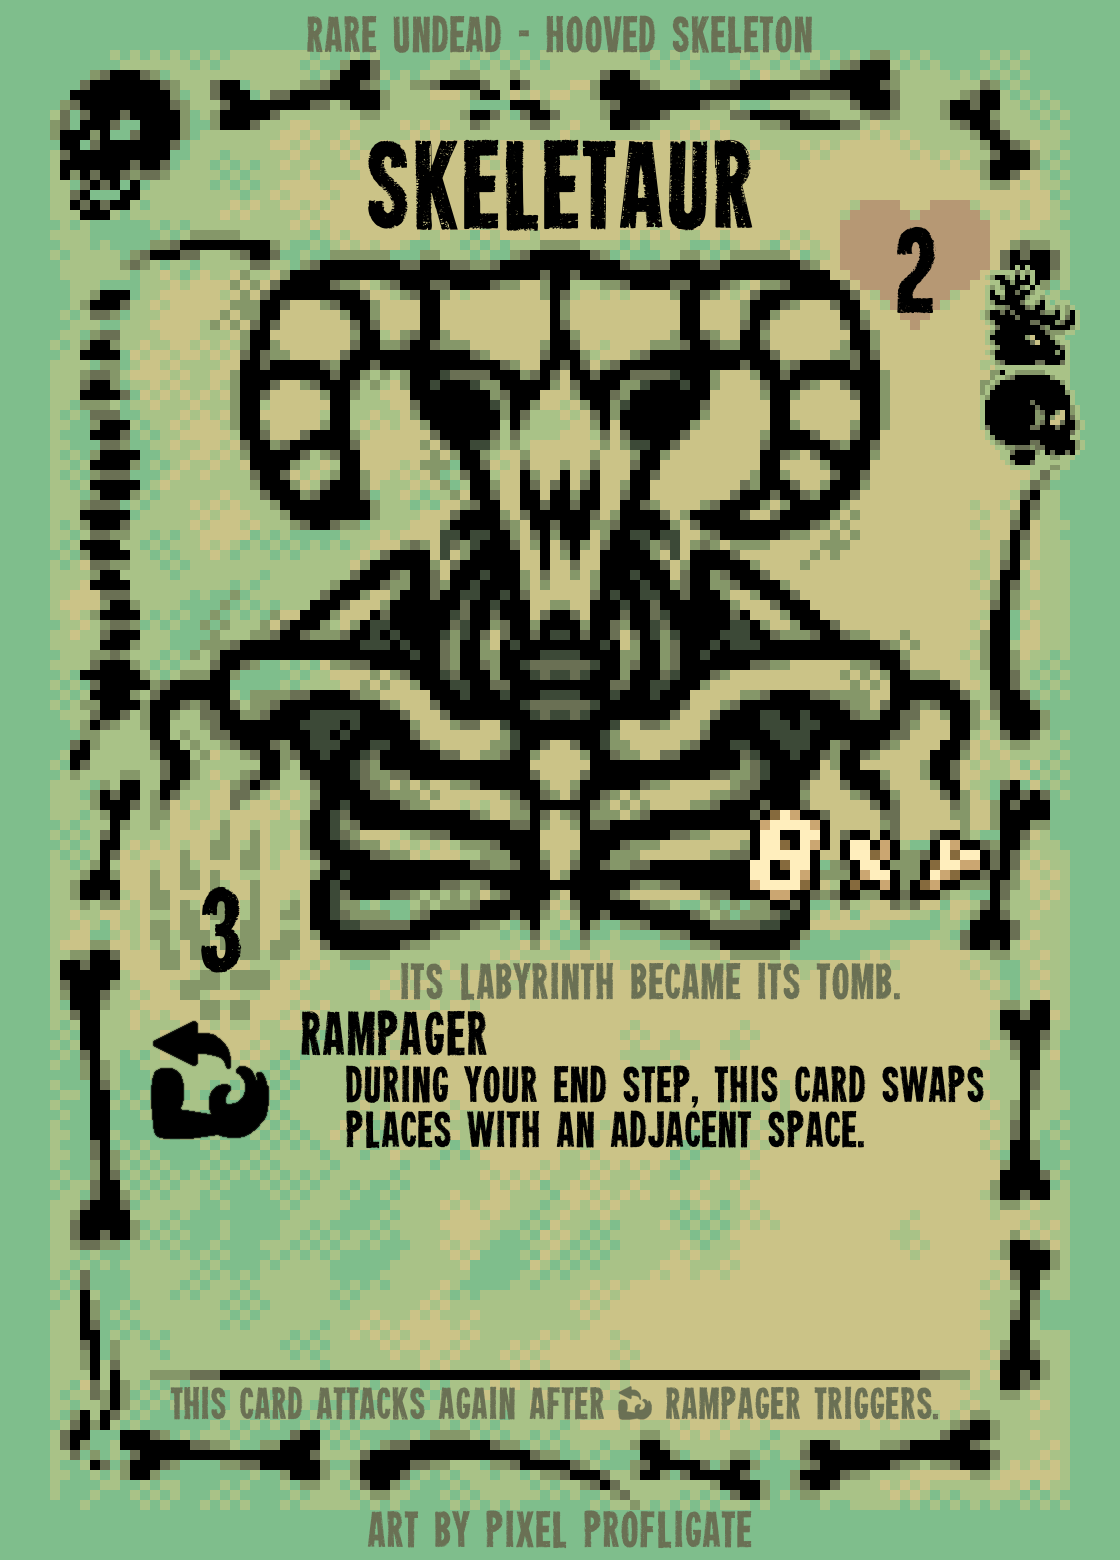 RARE UNDEAD - HOOVED SKELETON
SKELETAUR
2
3
ITS LABYRINTH BECAME ITS TOMB.
RAMPAGER
DURING YOUR END STEP, THIS CARD SWAPS
PLACES WITH AN ADJACENT SPACE.
THIS CARD ATTACKS AGAIN AFTER RAMPAGER TRIGGERS.
ART BY PIXEL PROFLIGATE